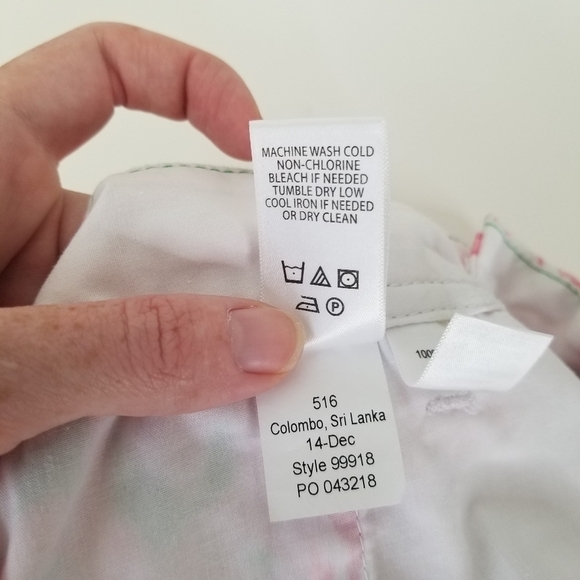 MACHINE WASH COLD
NON-CHLORINE
BLEACH IF NEEDED
TUMBLE DRY LOW
COOL IRON IF NEEDED
OR DRY CLEAN
P
516
Colombo, Sri Lanka
14-Dec
Style 99918
PO 043218